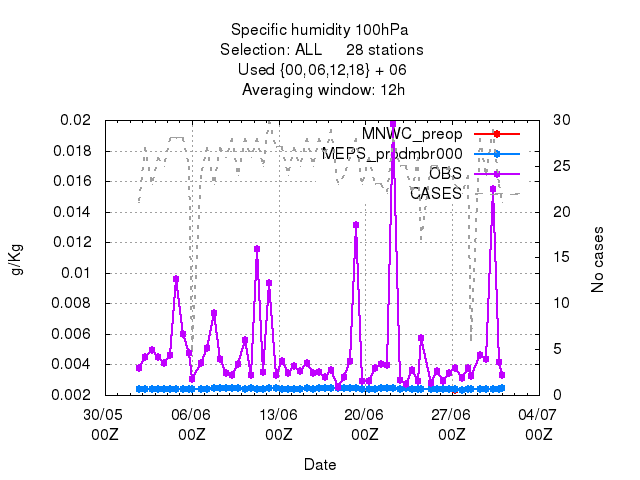 Specific humidity 100hPa
Selection: ALL 28 stations
Used {00,06,12,18} + 06
Averaging window: 12h
0.02
0.018
0.016
0.014
0.012
0.01
0.008
0.006
0.004
0.002
g/Kg
30
25
20
15
10
5
0
No cases
MNWC_preop
MEPS_prodmbr000
OBS
CASES
30/05 06/06 13/06 20/06 27/06 04/07
00Z 00Z 00Z 00Z 00Z 00Z
Date